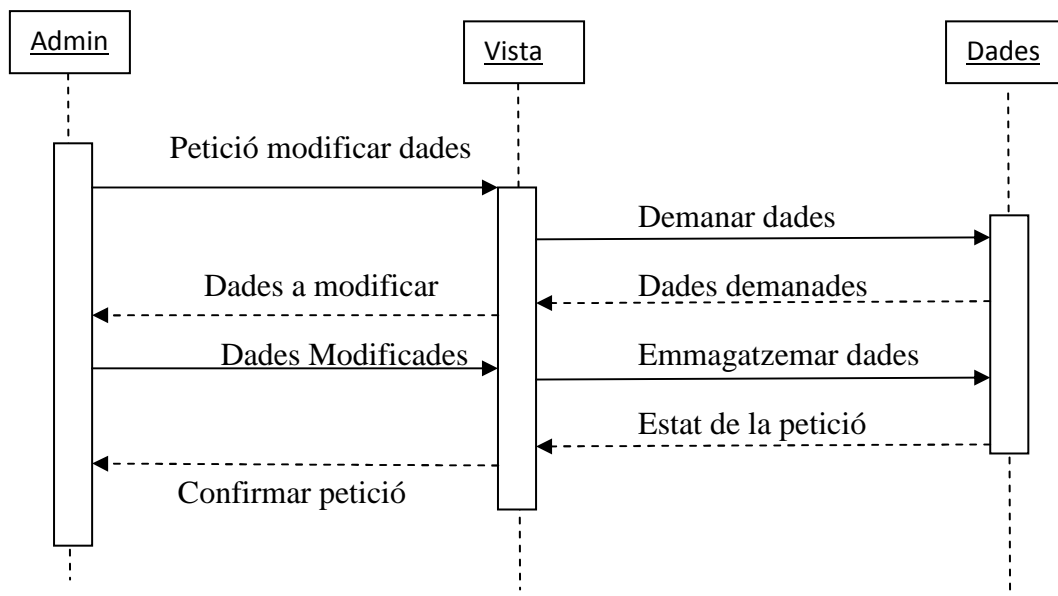 Admin
Vista
Dades
Petició modificar dades
Demanar dades
Dades a modificar
Dades demanades
Dades Modificades
Emmagatzemar dades
Estat de la petició
Confirmar petició